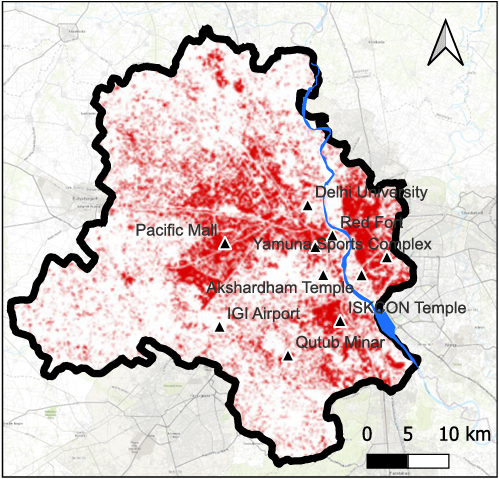 Delhi University
Red Fort
Pacific Mall
Yamuna Sports Complex
Akshardham Temple
ISKCON Temple
IGI Airport
Qutub Minar
0 5 10 km